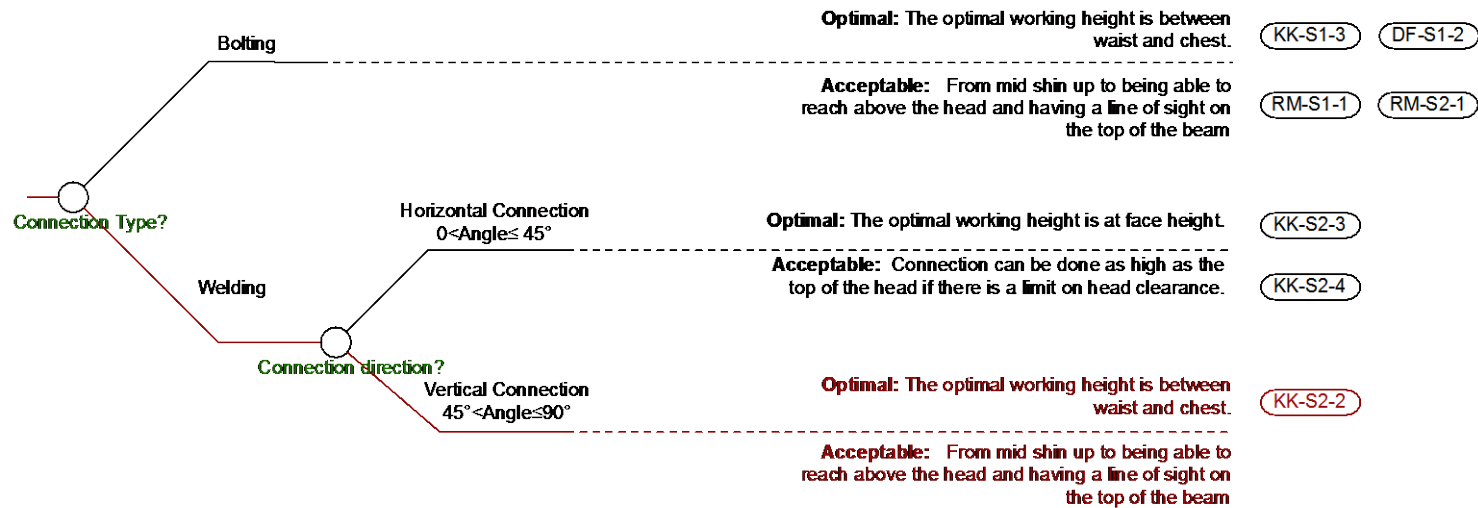 Optimal: The optimal working height is between
waist and chest.
KK-S1-3
DF-S1-2
Bolting
Acceptable: From mid shin up to being able to
reach above the head and having a line of sight on
the top of the beam
RM-S1-1
RM-S2-1
Connection Type?
Horizontal Connection
0<Angle≤ 45°
Optimal: The optimal working height is at face height.
KK-S2-3
Acceptable: Connection can be done as high as the
top of the head if there is a limit on head clearance.
KK-S2-4
Welding
Connection direction?
Vertical Connection
45°<Angle≤90°
Optimal: The optimal working height is between
waist and chest.
KK-S2-2
Acceptable: From mid shin up to being able to
reach above the head and having a line of sight on
the top of the beam